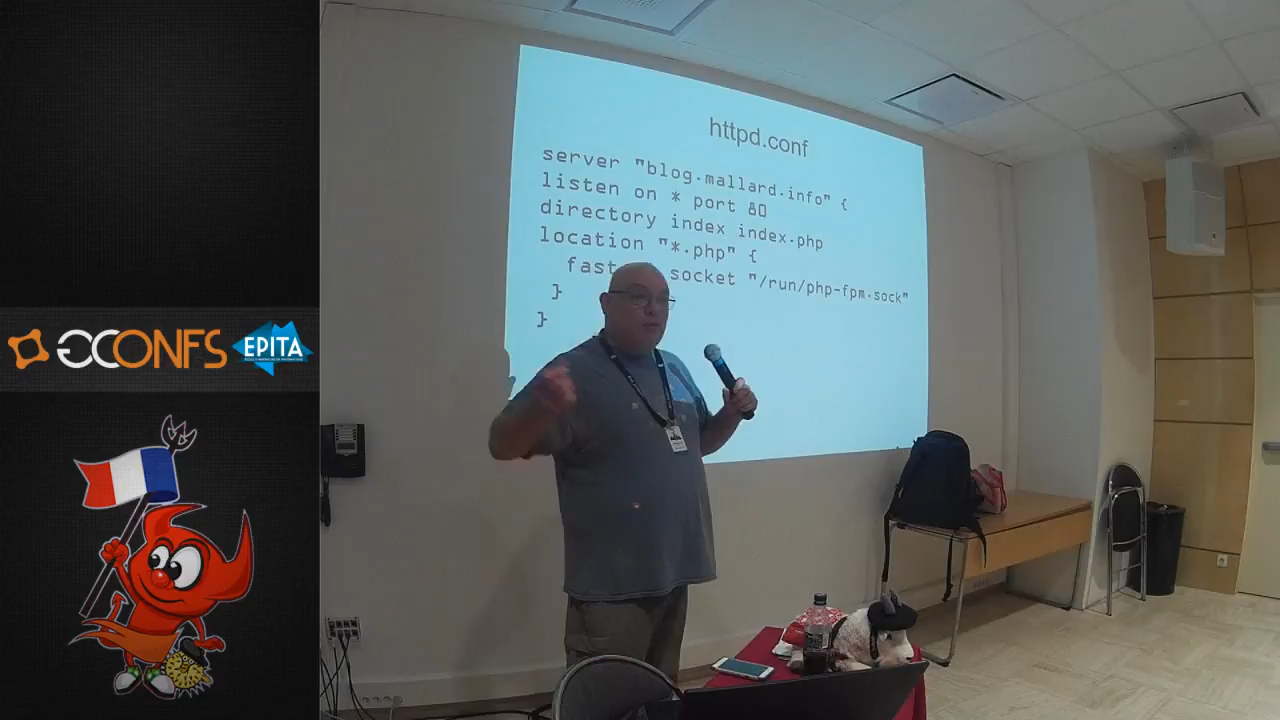 httpd.conf
server "blog.mallard.info" {
listen on * port 80
directory index index.php
location "*.php" {
fast socket "/run/php-fpm.sock"
}
}
GCONFS
EPITA